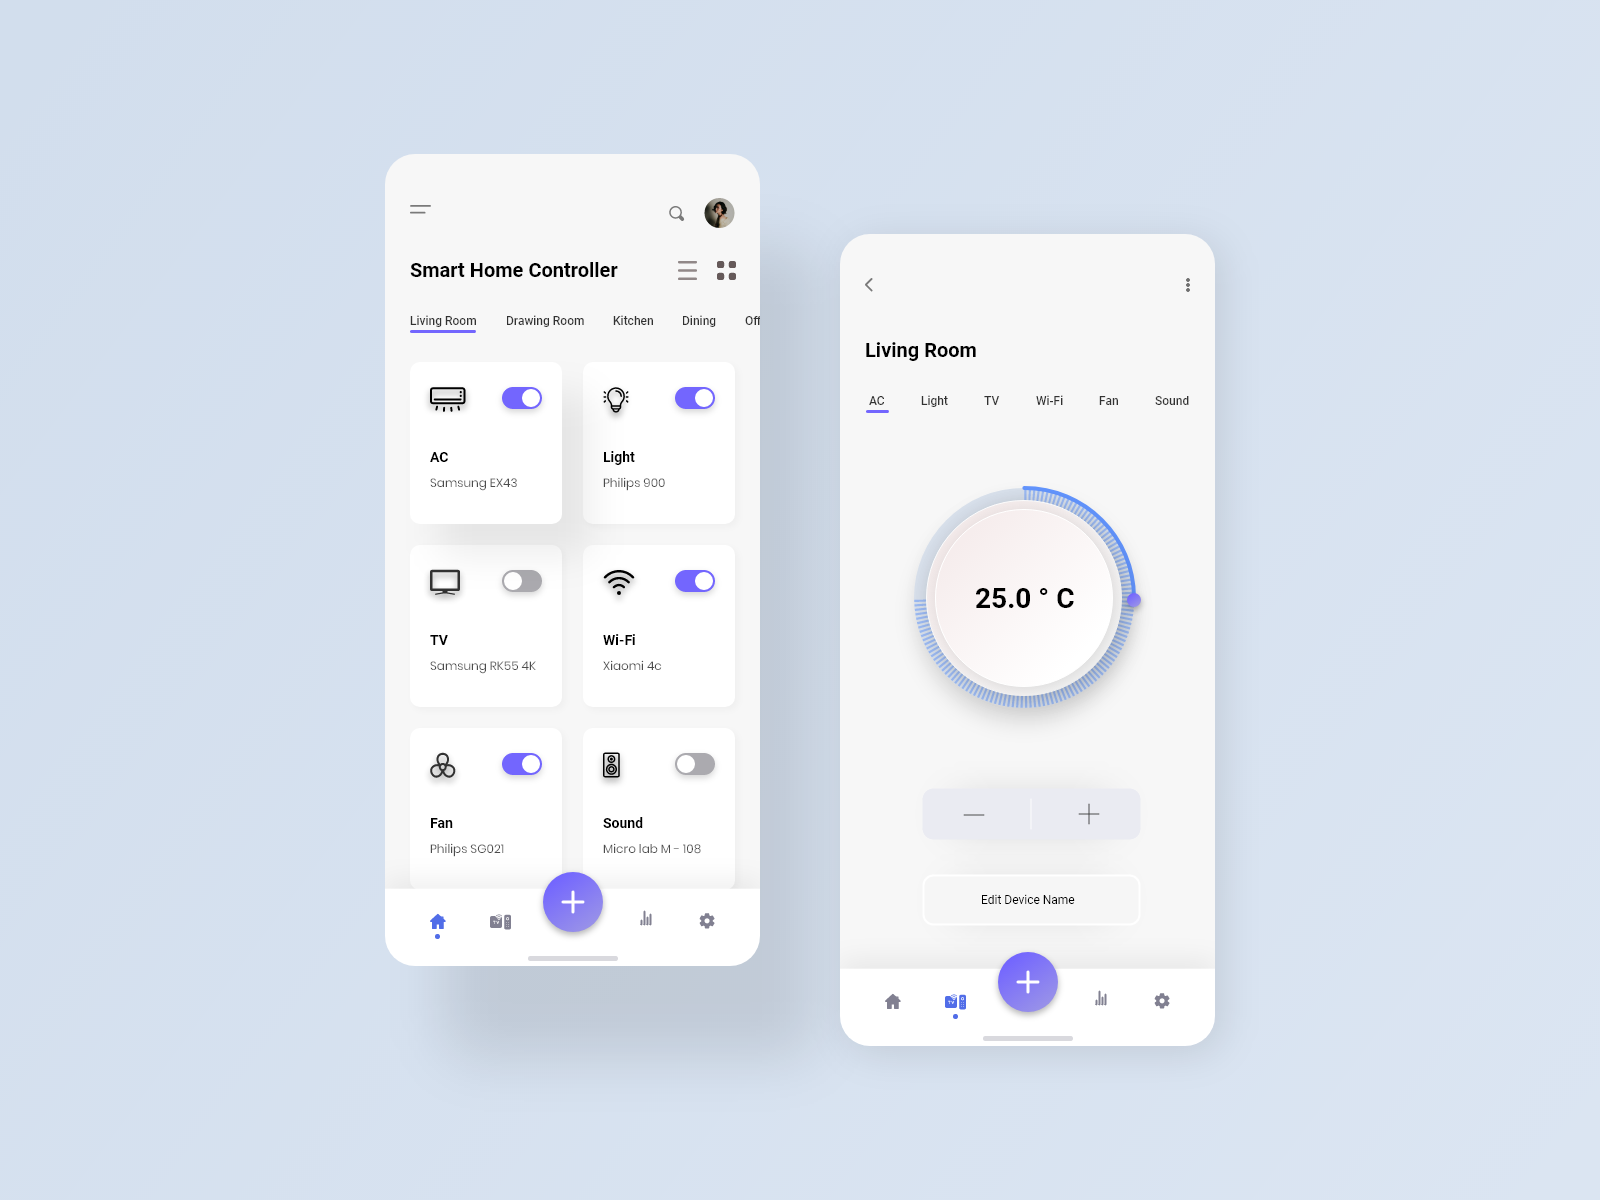 Smart Home Controller
Living Room Drawing Room Kitchen Dining Off
AC
Samsung EX43
Light
Philips 900
TV
Samsung RK55 4K
Wi-Fi
Xiaomi 4c
Fan
Philips SG021
Sound
Micro lab M - 108
TV
Living Room
AC Light TV Wi-Fi Fan Sound
25.0 ° C
Edit Device Name
TV